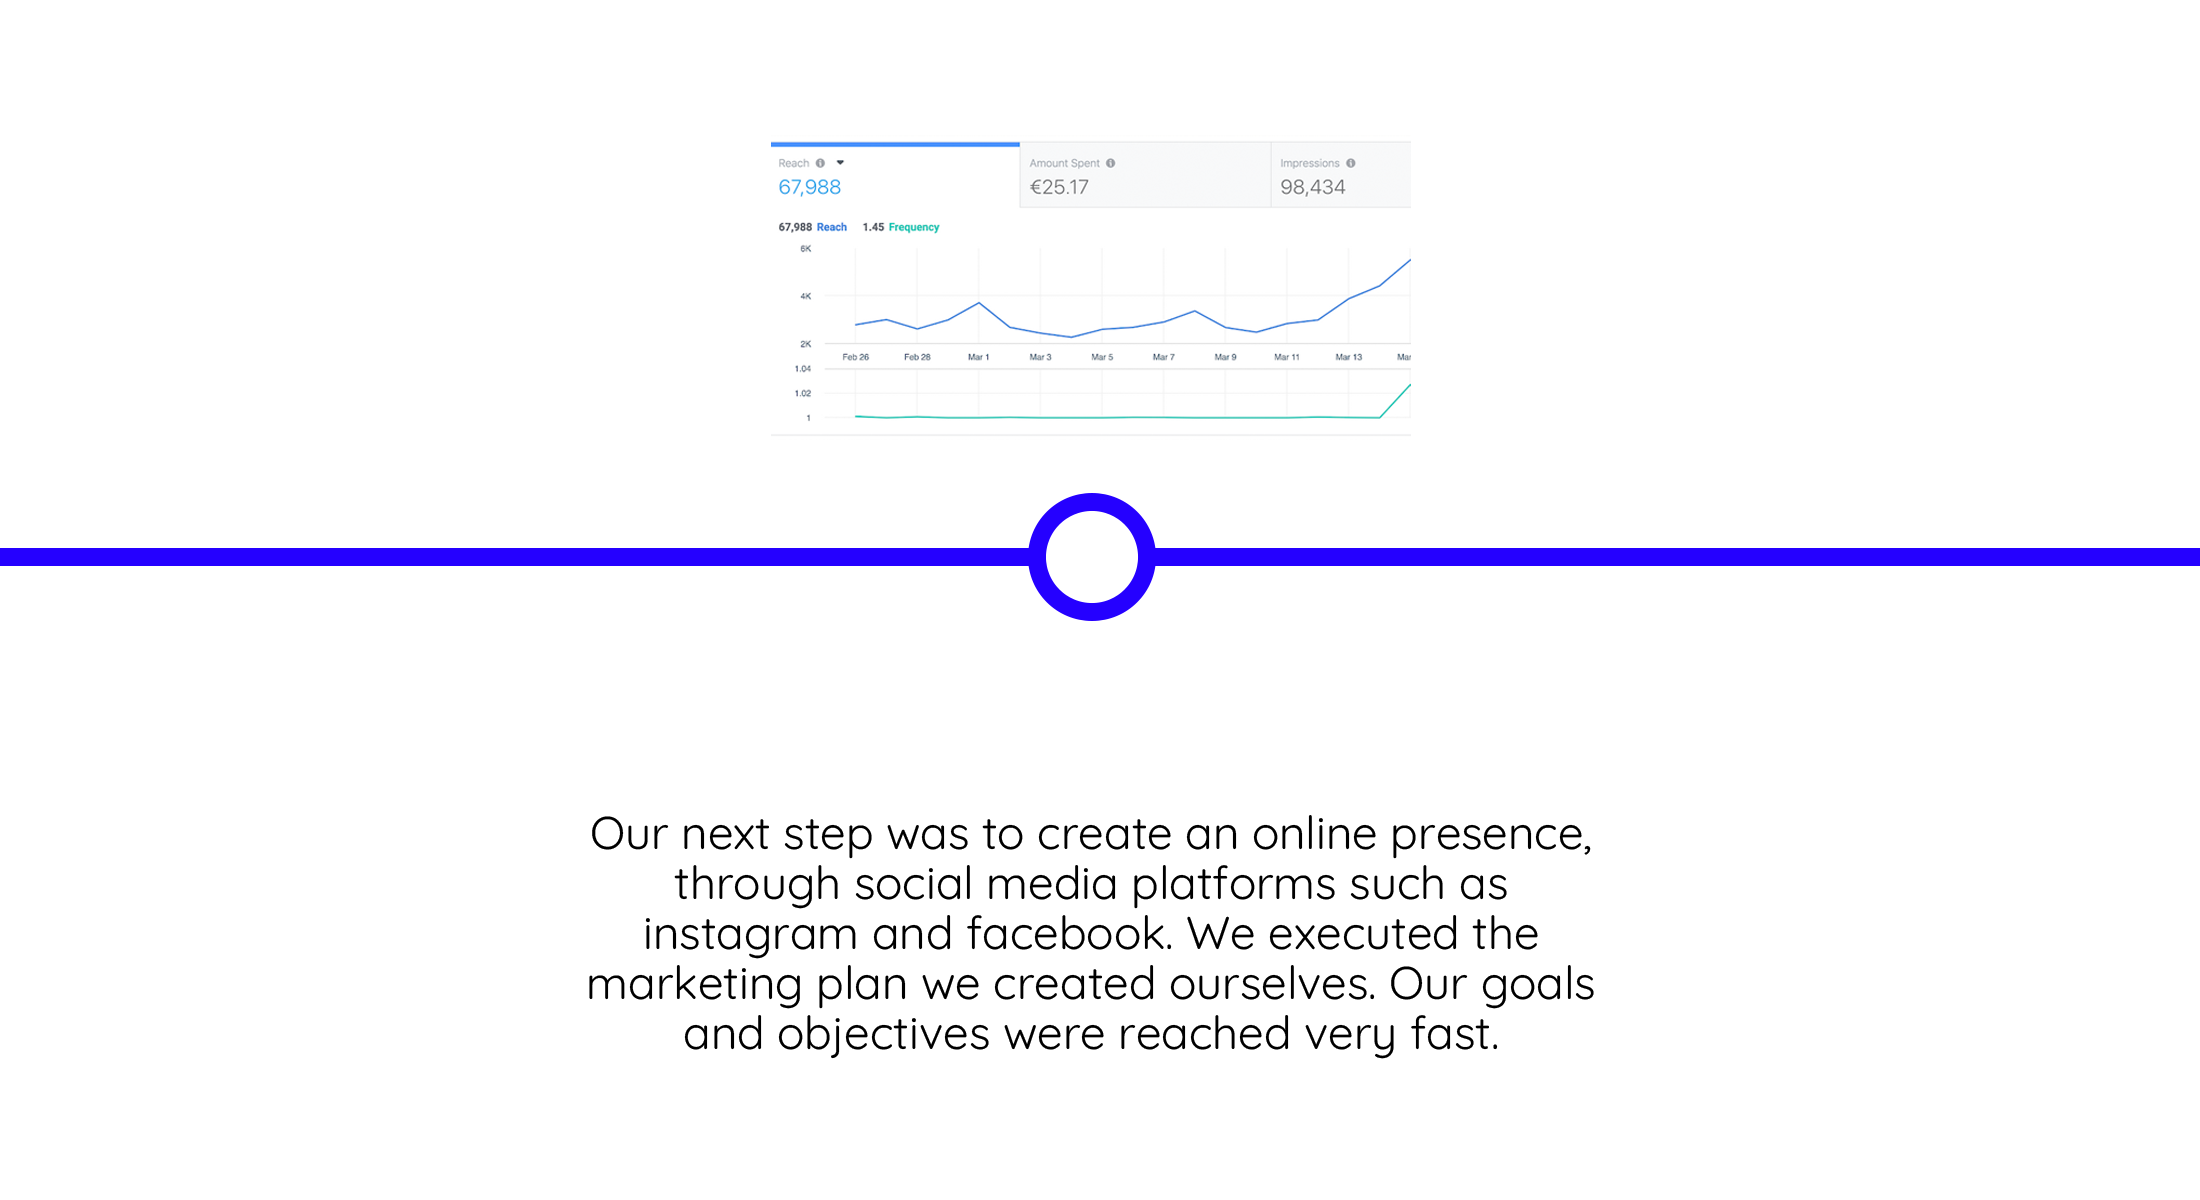 Reach Amount Spent Impressions
67,988 €25.17 98,434
67,988 Reach 1.45 Frequency
6K
4K
2K
Feb 26 Feb 28 Mar 1 Mar 3 Mar 5 Mar 7 Mar 9 Mar 11 Mar 13 Mar
1.04
1.02
1
Our next step was to create an online presence,
through social media platforms such as
instagram and facebook. We executed the
marketing plan we created ourselves. Our goals
and objectives were reached very fast.